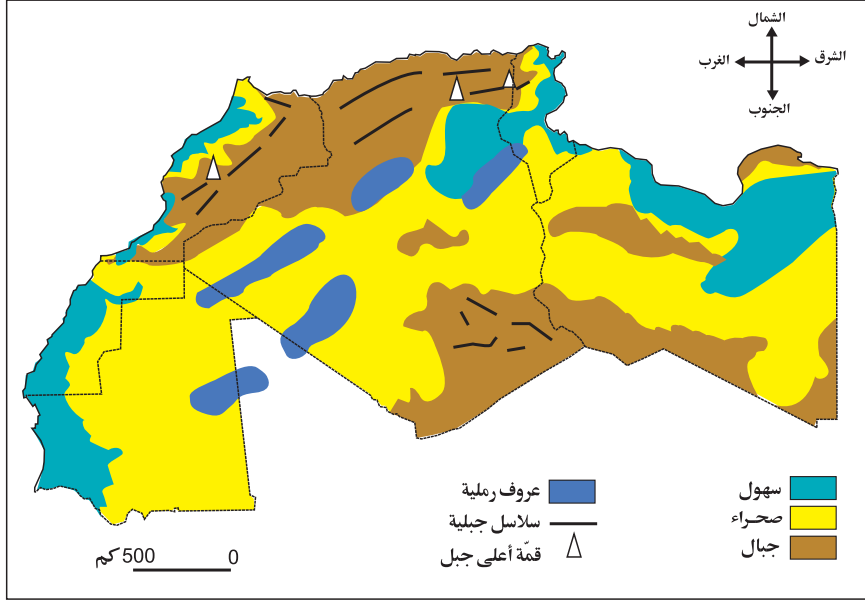 الشمال
الشرق
الغرب
الجنوب
سهول
صحراء
جبال
عروف رملية
سلاسل جبلية
قمّة أعلى جبل
500 كم
0